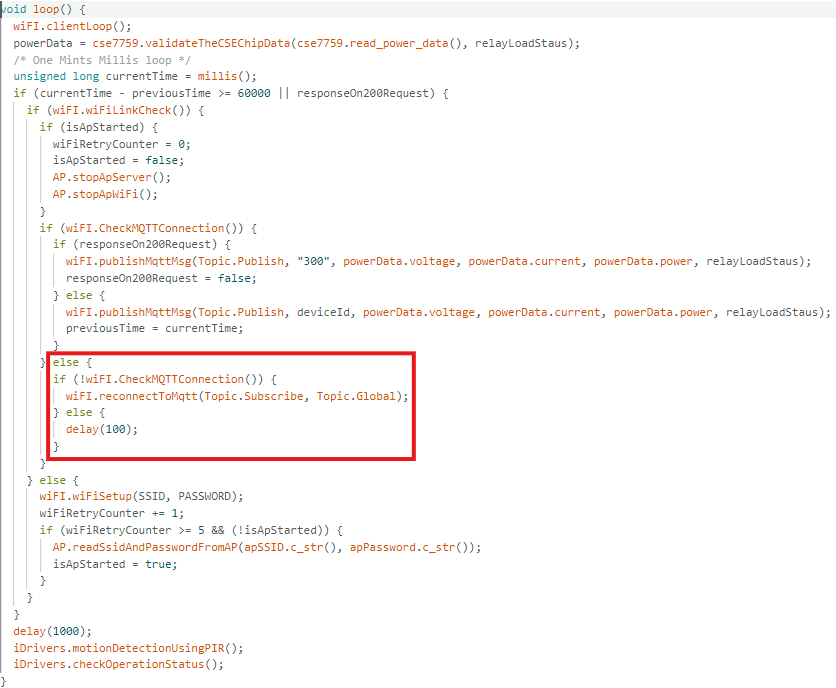 void loop() {
wiFI.clientLoop();
powerData = cse7759.validateTheCSEChipData(cse7759.read_power_data(), relayLoadStaus);
/* One Mints Millis loop */
unsigned long currentTime = millis();
if (currentTime - previousTime >= 60000 || responseOn200Request) {
if (wiFI.wiFiLinkCheck()) {
if (isApStarted) {
wiFiRetryCounter = 0;
isApStarted = false;
AP.stopApServer();
AP.stopApWiFi();
}
if (wiFI.CheckMQTTConnection()) {
if (responseOn200Request) {
wiFI.publishMqttMsg(Topic.Publish, "300", powerData.voltage, powerData.current, powerData.power, relayLoadStaus);
responseOn200Request = false;
} else {
wiFI.publishMqttMsg(Topic.Publish, deviceId, powerData.voltage, powerData.current, powerData.power, relayLoadStaus);
previousTime = currentTime;
}
} else {
if (!wiFI.CheckMQTTConnection()) {
wiFI.reconnectToMqtt(Topic.Subscribe, Topic.Global);
} else {
delay(100);
}
}
} else {
wiFI.wiFiSetup(SSID, PASSWORD);
wiFiRetryCounter += 1;
if (wiFiRetryCounter >= 5 && (!isApStarted)) {
AP.readSsidAndPasswordFromAP(apSSID.c_str(), apPassword.c_str());
isApStarted = true;
}
}
}
delay(1000);
iDrivers.motionDetectionUsingPIR();
iDrivers.checkOperationStatus();
}